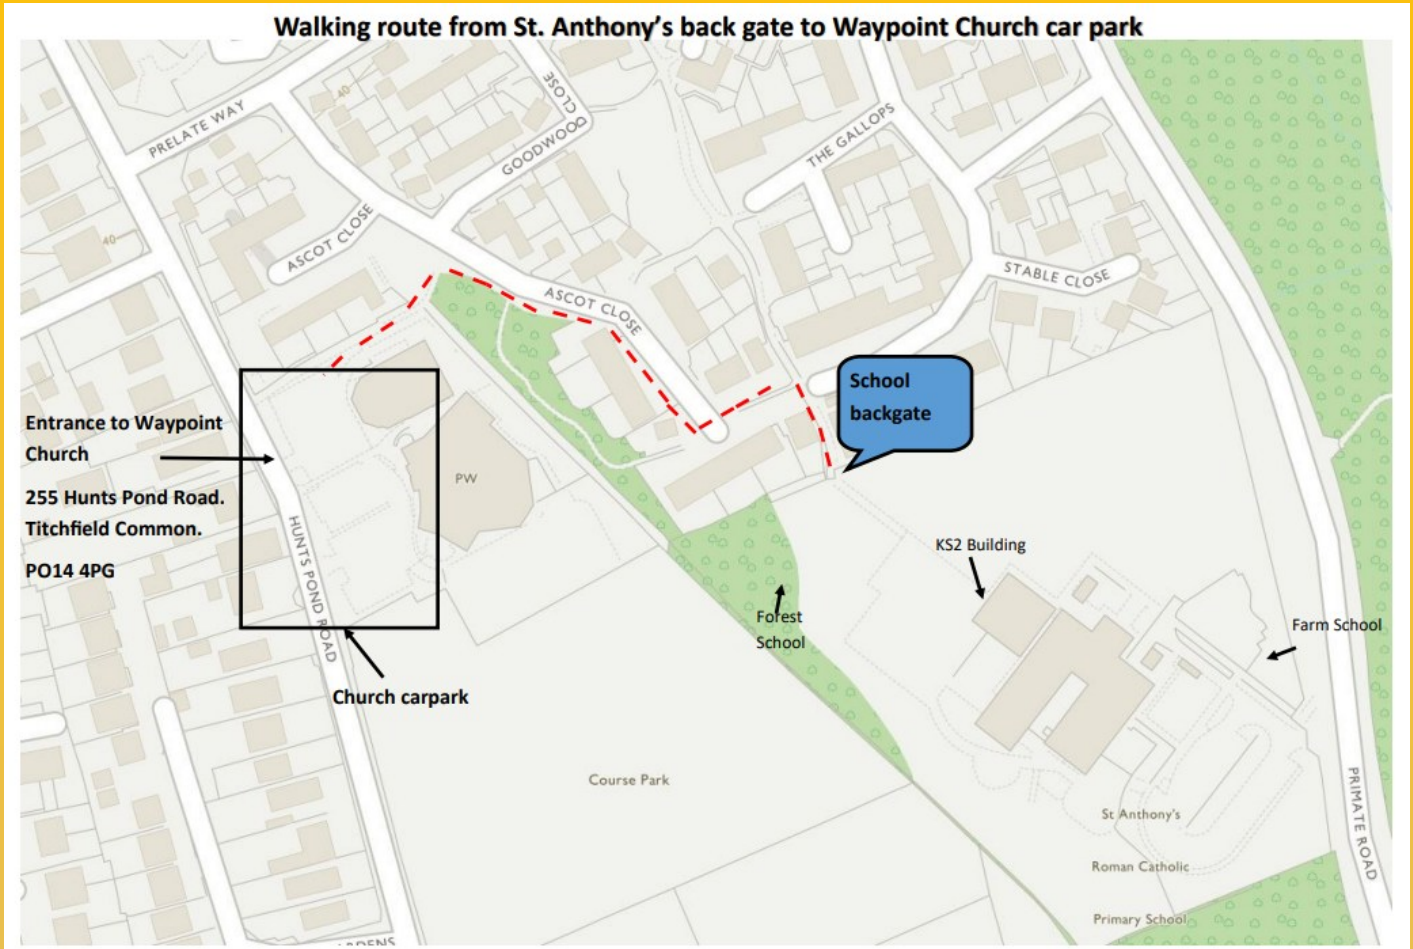 Walking route from St. Anthony's back gate to Waypoint Church car park
PRELATE WAY
40
GOODWOOD
CLOSE
THE GALLOPS
40
ASCOT CLOSE
STABLE CLOSE
ASCOT CLOSE
School
backgate
Entrance to Waypoint
Church
255 Hunts Pond Road.
Titchfield Common.
PO14 4PG
PW
HUNTS POND ROAD
KS2 Building
Forest
School
Farm School
Church carpark
Course Park
St Anthony's
Roman Catholic
Primary School
PRIMATE ROAD